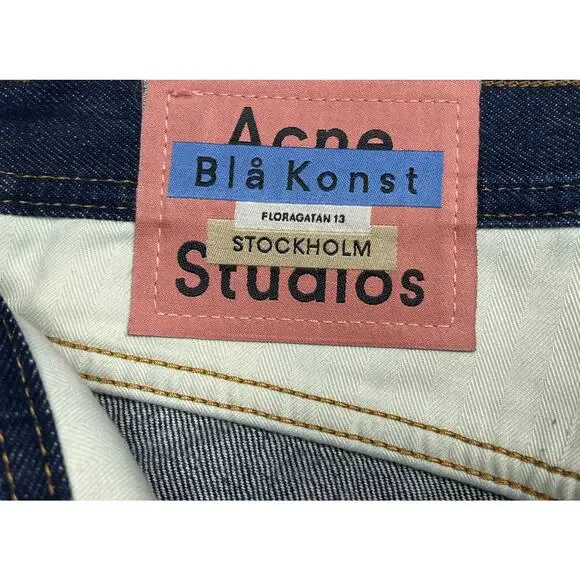 Acne
Blå Konst
FLORAGATAN 13
STOCKHOLM
Studios